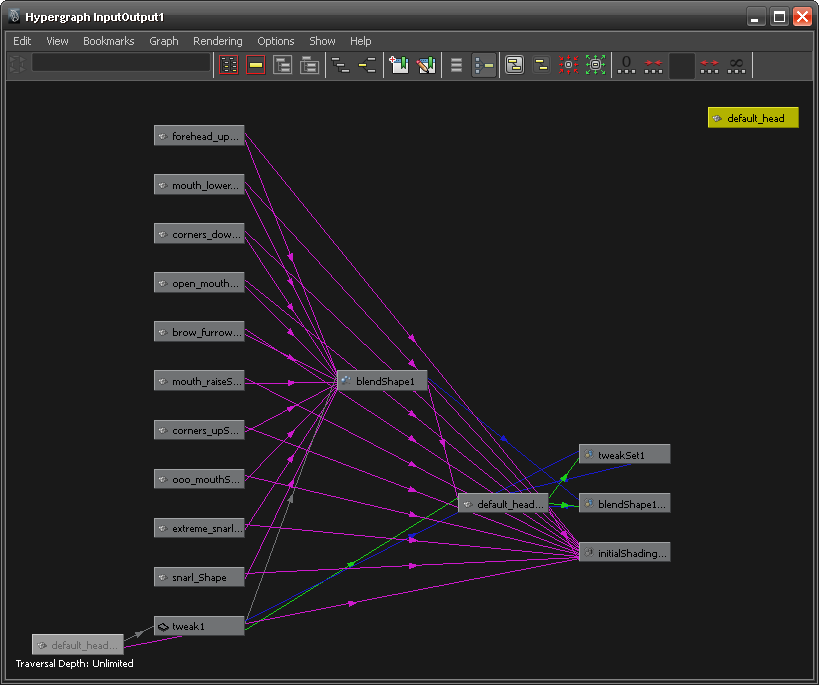 Hypergraph InputOutput1
Edit View Bookmarks Graph Rendering Options Show Help
0 ∞
default_head
forehead_up...
mouth_lower...
corners_dow...
open_mouth...
brow_furrow...
mouth_raiseS...
blendShape1
corners_upS...
tweakSet1
ooo_mouthS...
default_head...
blendShape1...
extreme_snarl...
initialShading...
snarl_Shape
tweak1
default_head...
Traversal Depth: Unlimited